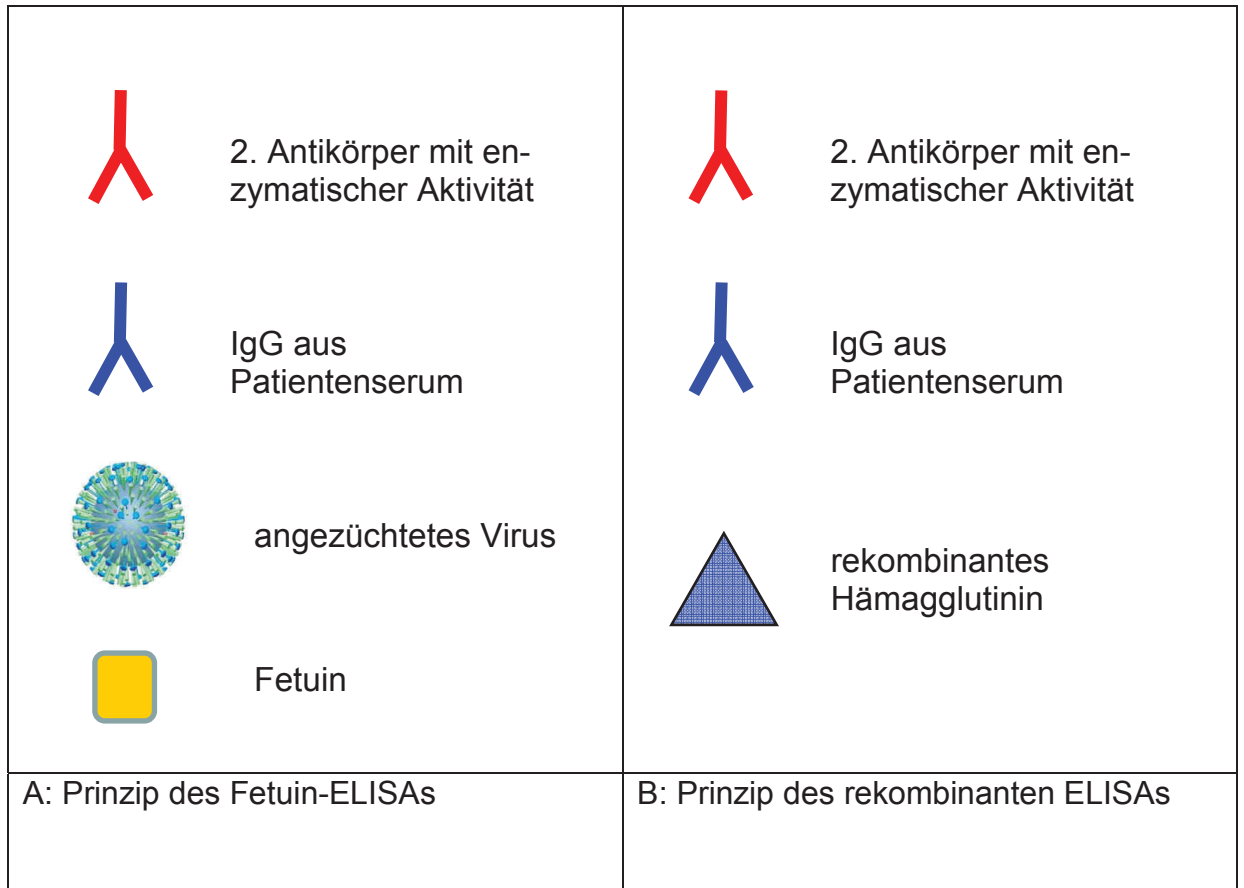 2. Antikörper mit en-
zymatischer Aktivität
IgG aus
Patientenserum
angezüchtetes Virus
Fetuin
A: Prinzip des Fetuin-ELISAs
2. Antikörper mit en-
zymatischer Aktivität
IgG aus
Patientenserum
rekombinantes
Hämagglutinin
B: Prinzip des rekombinanten ELISAs